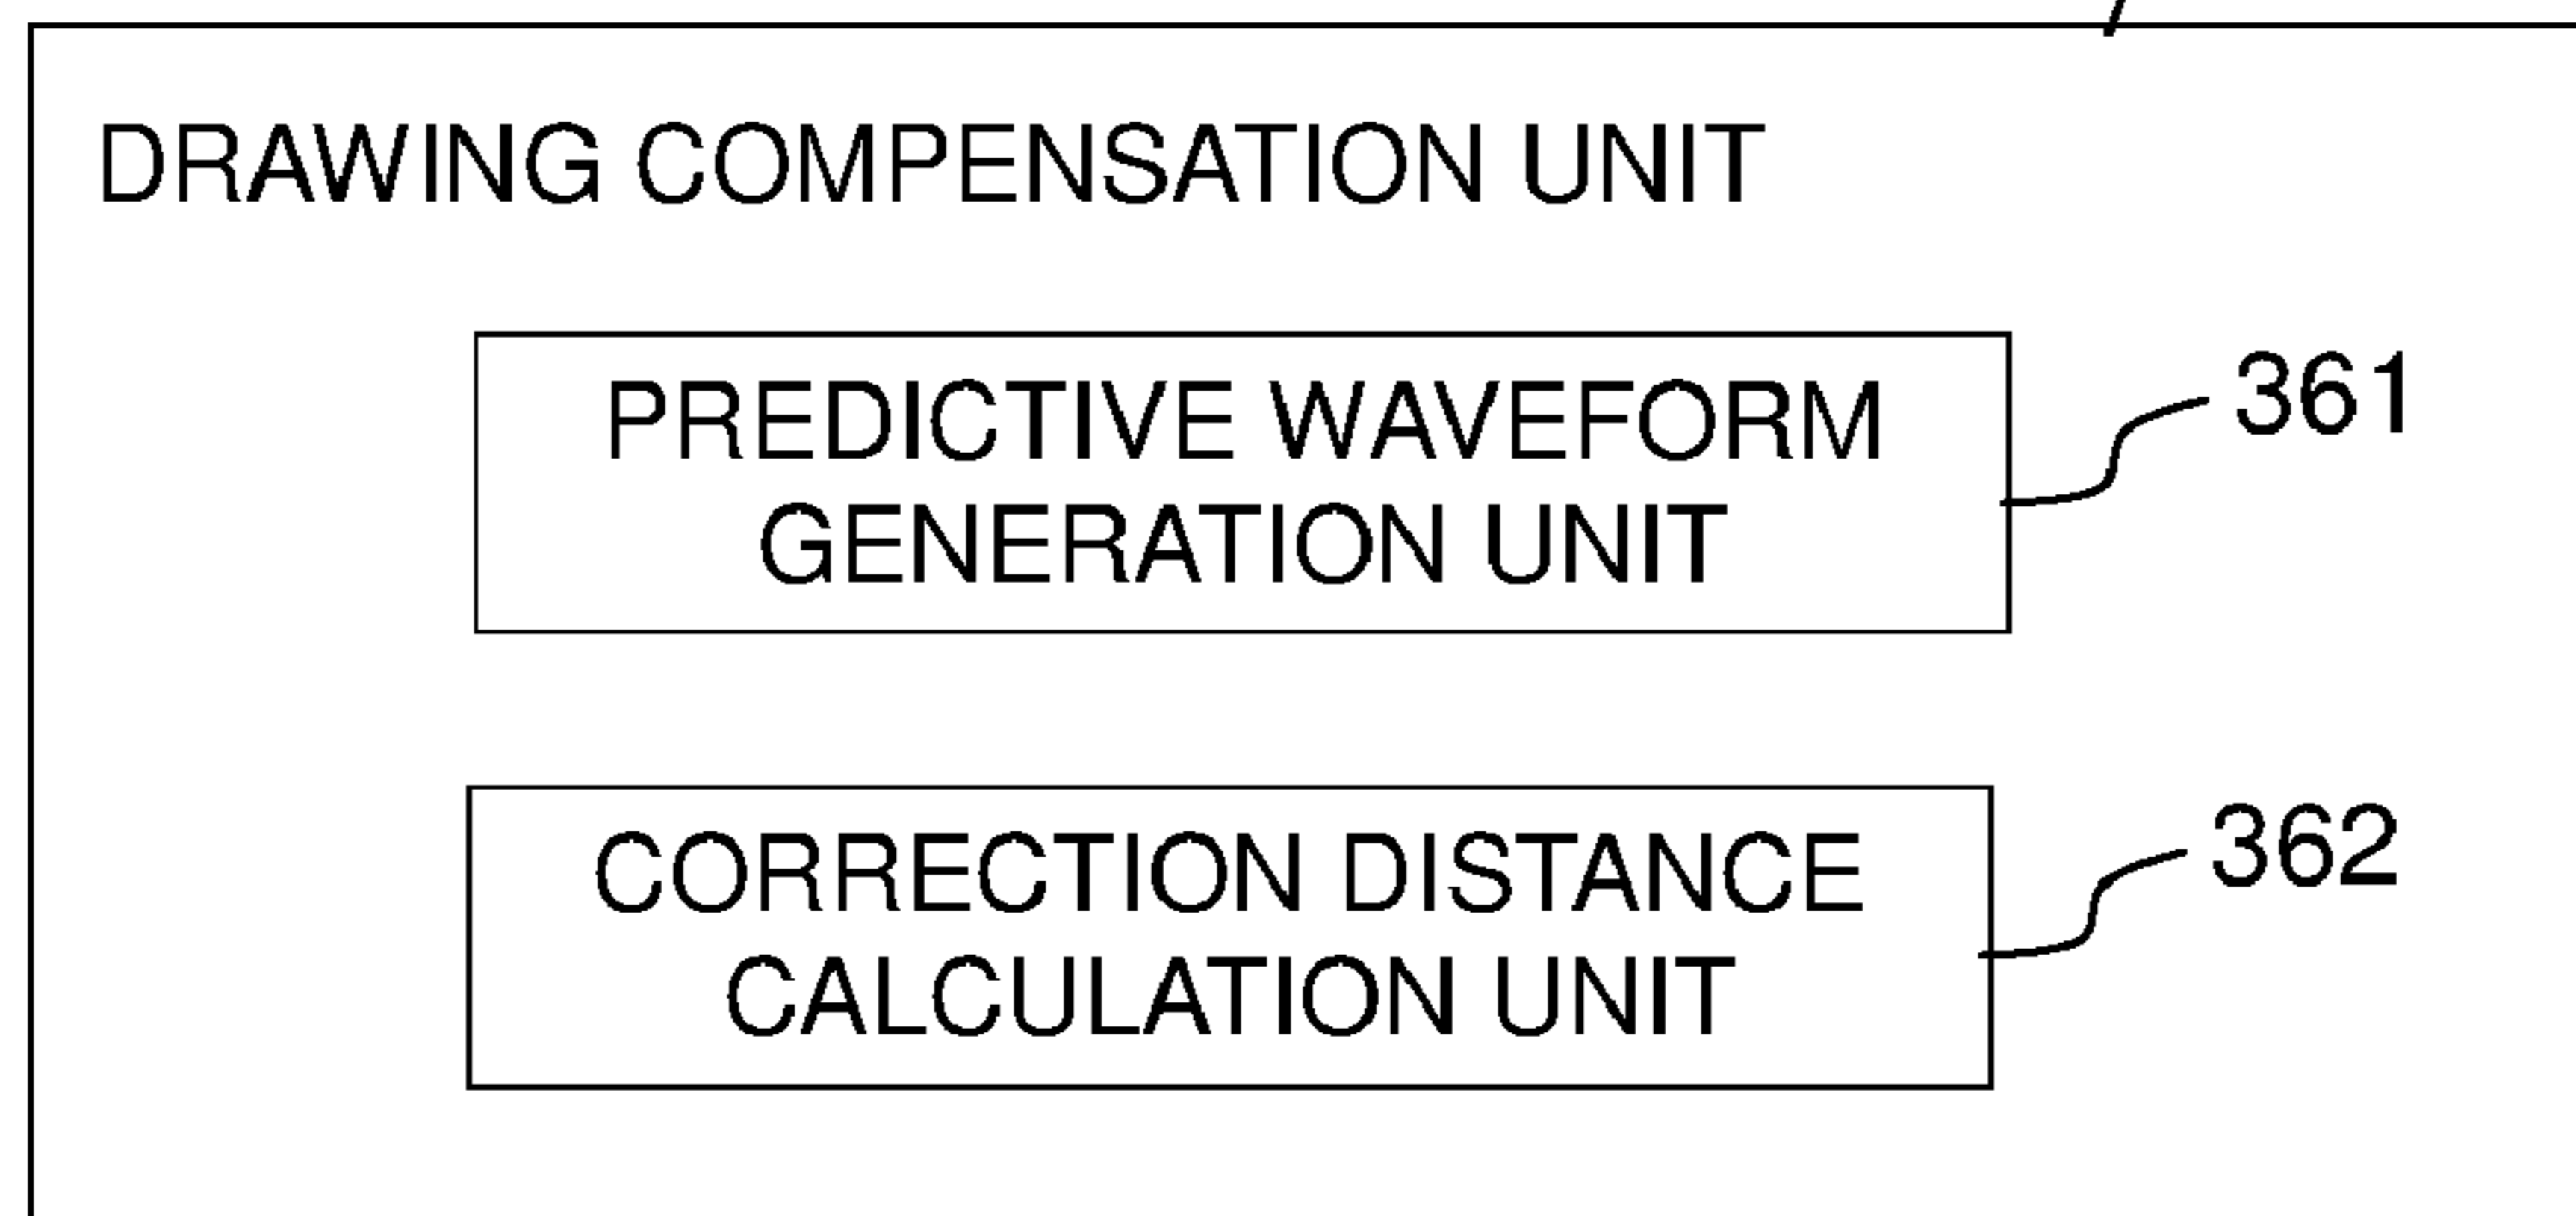 DRAWING COMPENSATION UNIT
PREDICTIVE WAVEFORM
GENERATION UNIT
361
CORRECTION DISTANCE
CALCULATION UNIT
362